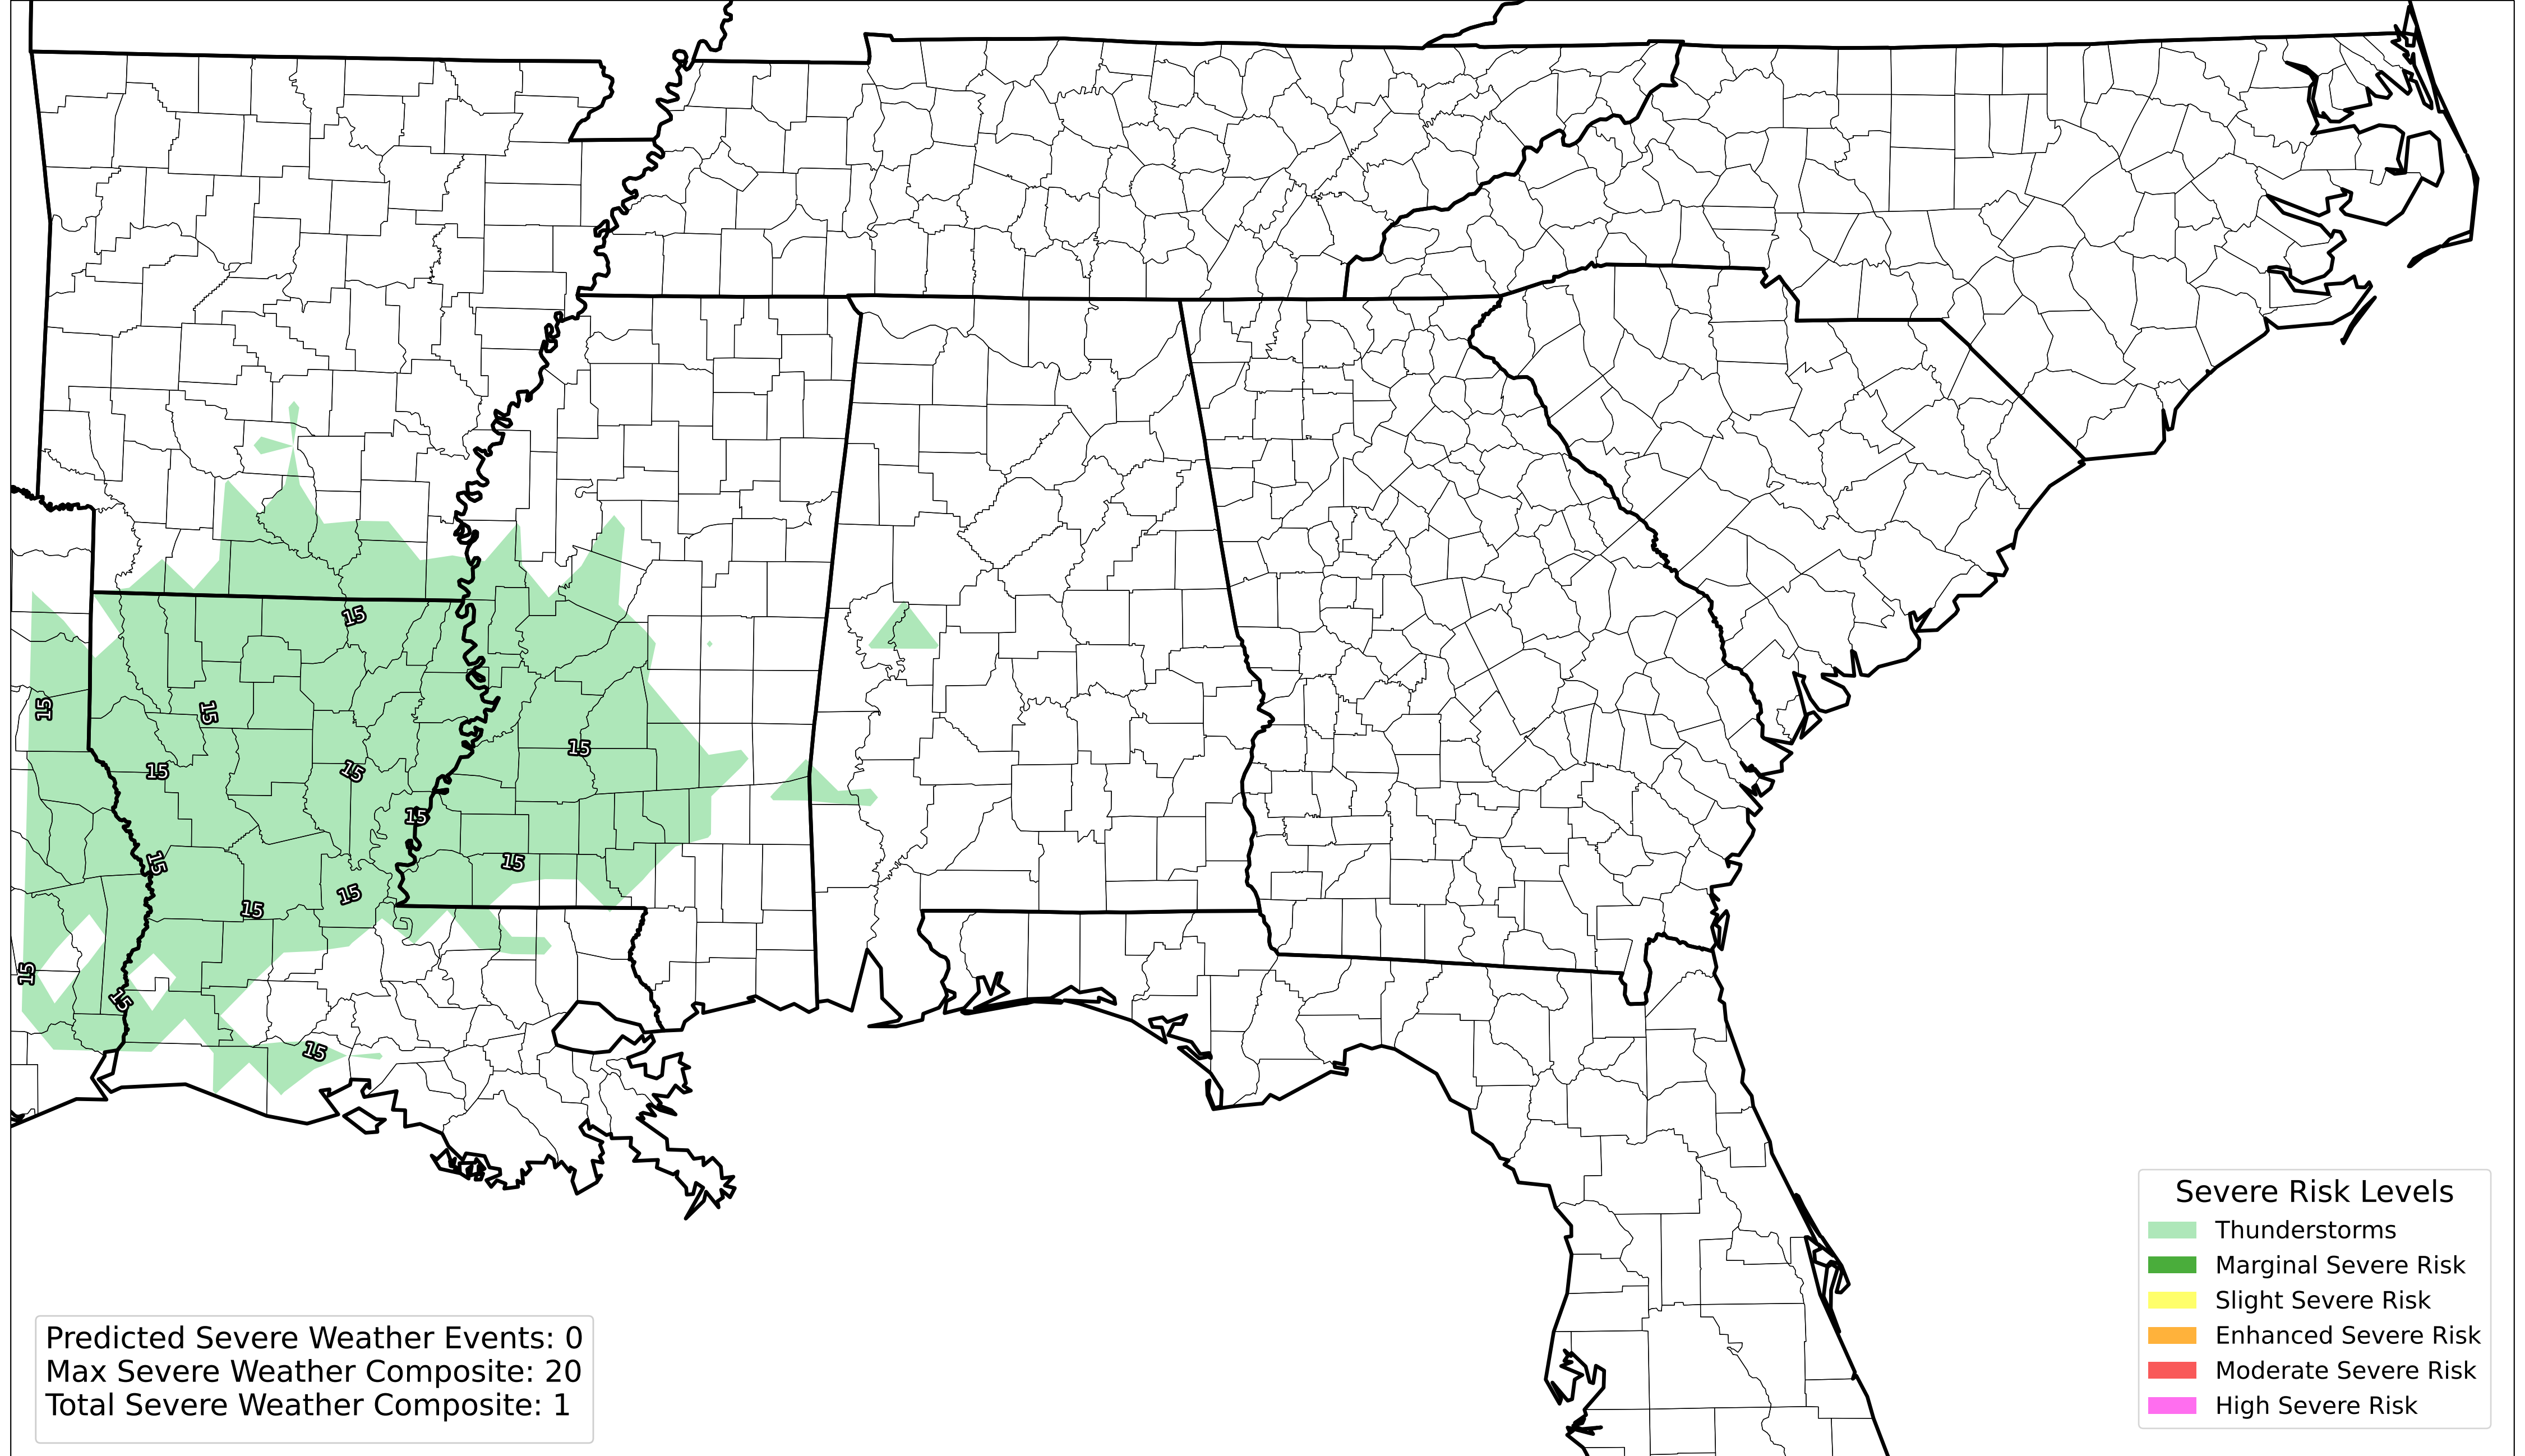 15
15
15
15
15
15
15
15
15
15
15
15
15
15
Severe Risk Levels
Thunderstorms
Marginal Severe Risk
Slight Severe Risk
Enhanced Severe Risk
Moderate Severe Risk
High Severe Risk
Predicted Severe Weather Events: 0
Max Severe Weather Composite: 20
Total Severe Weather Composite: 1